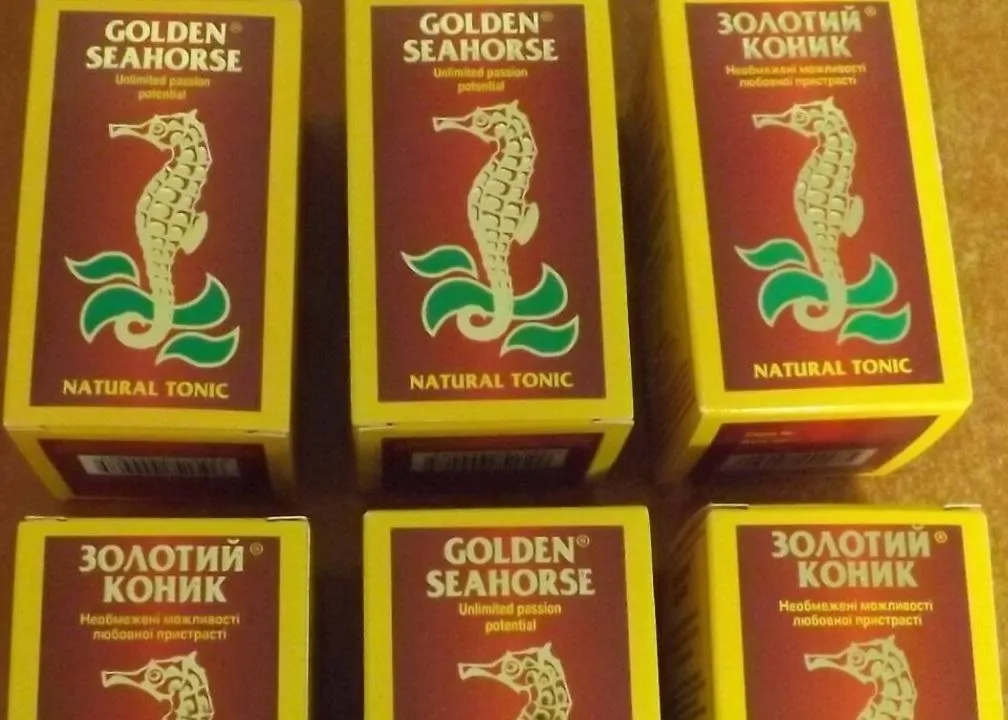 GOLDEN®
SEAHORSE
Unlimited passion
potential
NATURAL TONIC
GOLDEN®
SEAHORSE
Unlimited passion
potential
NATURAL TONIC
ЗОЛОТИЙ®
КОНИК
Необмежені можливості
любовної пристрасті
NATURAL TONIC
ЗОЛОТИЙ®
КОНИК
Необмежені можливості
любовної пристрасті
GOLDEN®
SEAHORSE
Unlimited passion
potential
ЗОЛОТИЙ®
КОНИК
Необмежені можливості
любовної пристрасті